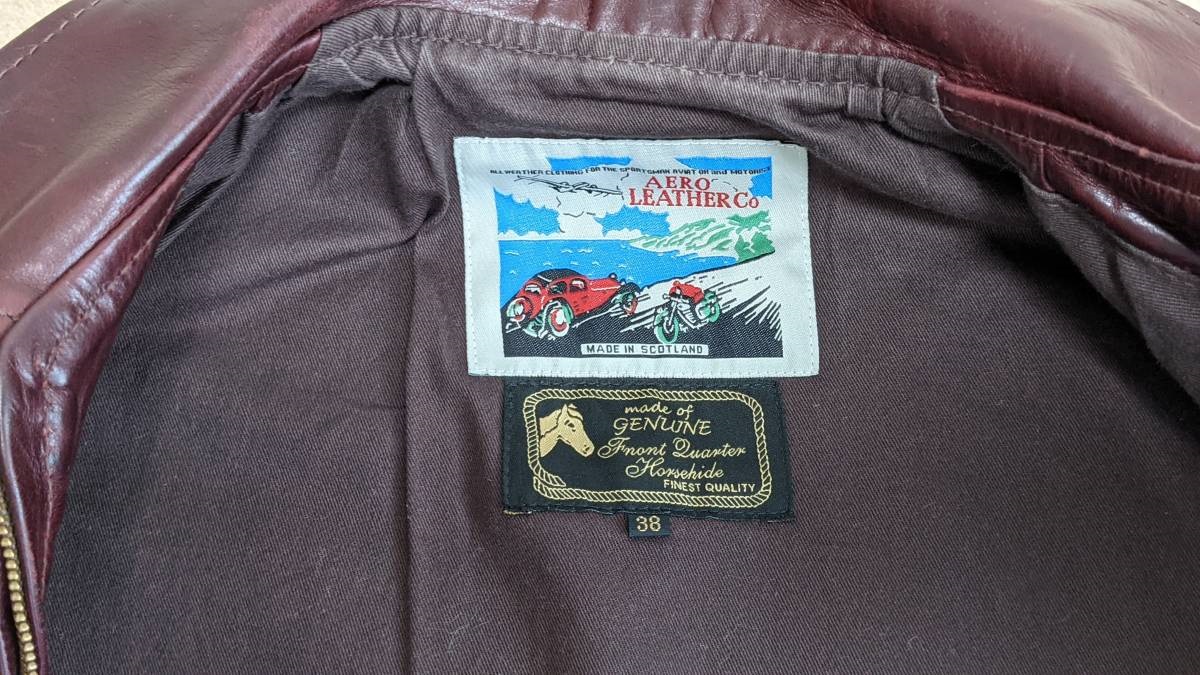 ALL WEATHER CLOTHING FOR THE SPORTSMAN AVIATOR and MOTORIST
AERO
LEATHER Co
MADE IN SCOTLAND
made of
GENUINE
Front Quarter
Horsehide
FINEST QUALITY
38